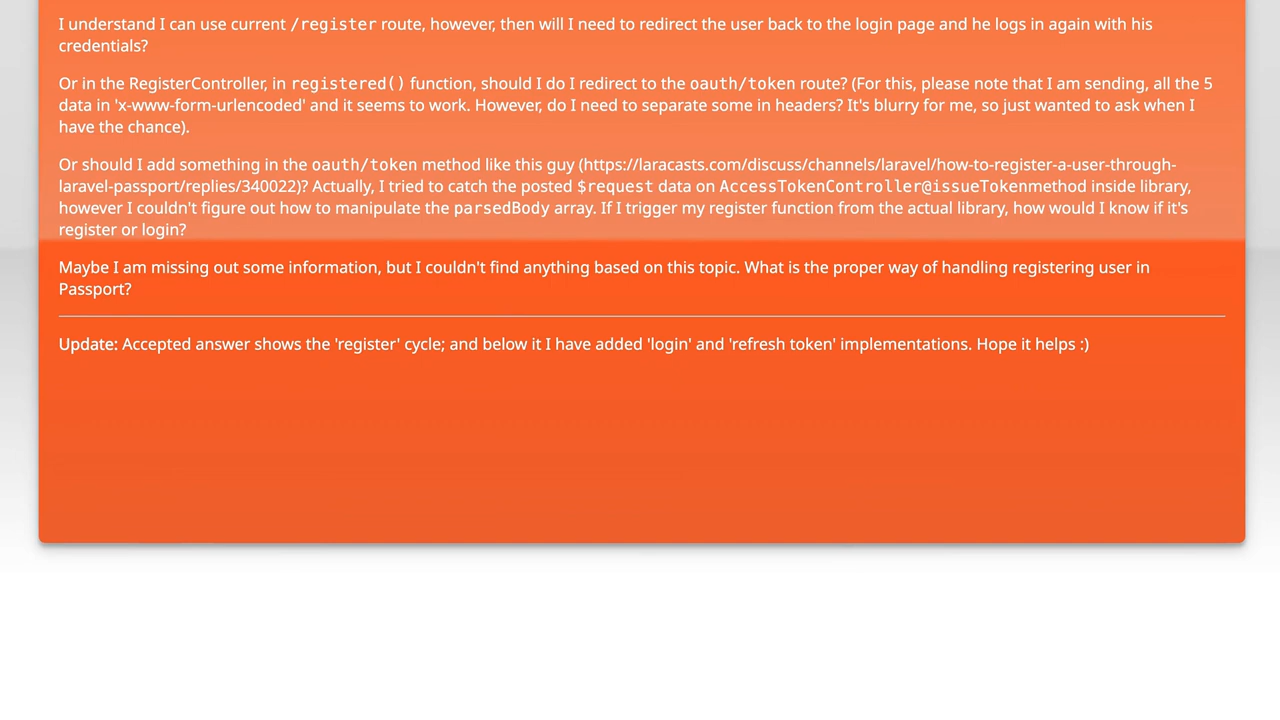 I understand I can use current /register route, however, then will I need to redirect the user back to the login page and he logs in again with his
credentials?
Or in the RegisterController, in registered() function, should I do I redirect to the oauth/token route? (For this, please note that I am sending, all the 5
data in 'x-www-form-urlencoded' and it seems to work. However, do I need to separate some in headers? It's blurry for me, so just wanted to ask when I
have the chance).
Or should I add something in the oauth/token method like this guy (https://laracasts.com/discuss/channels/laravel/how-to-register-a-user-through-
laravel-passport/replies/340022)? Actually, I tried to catch the posted $request data on AccessTokenController@issueTokenmethod inside library,
however I couldn't figure out how to manipulate the parsedBody array. If I trigger my register function from the actual library, how would I know if it's
register or login?
Maybe I am missing out some information, but I couldn't find anything based on this topic. What is the proper way of handling registering user in
Passport?
Update: Accepted answer shows the 'register' cycle; and below it I have added 'login' and 'refresh token' implementations. Hope it helps :)